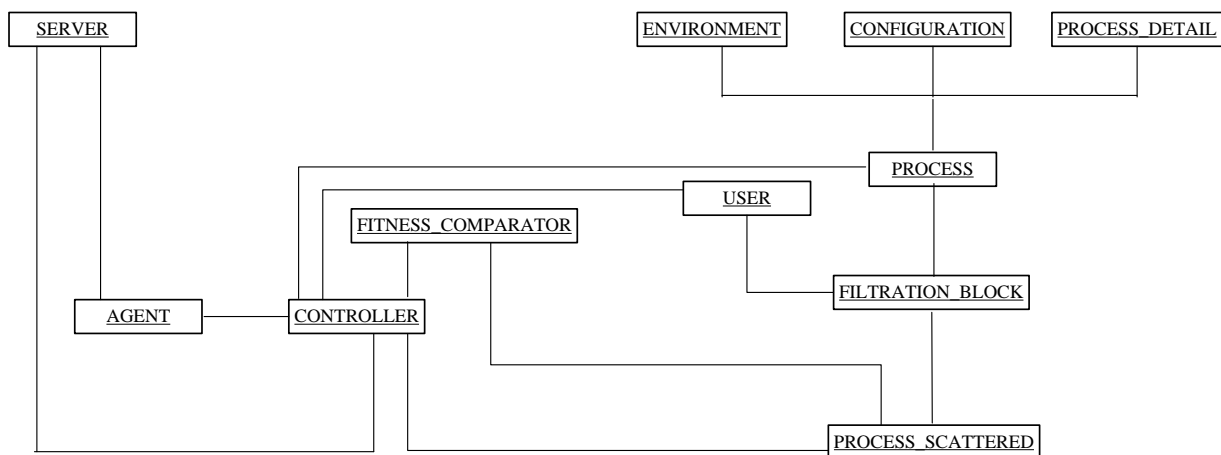 SERVER
ENVIRONMENT
CONFIGURATION
PROCESS_DETAIL
PROCESS
USER
FITNESS_COMPARATOR
FILTRATION_BLOCK
AGENT
CONTROLLER
PROCESS_SCATTERED